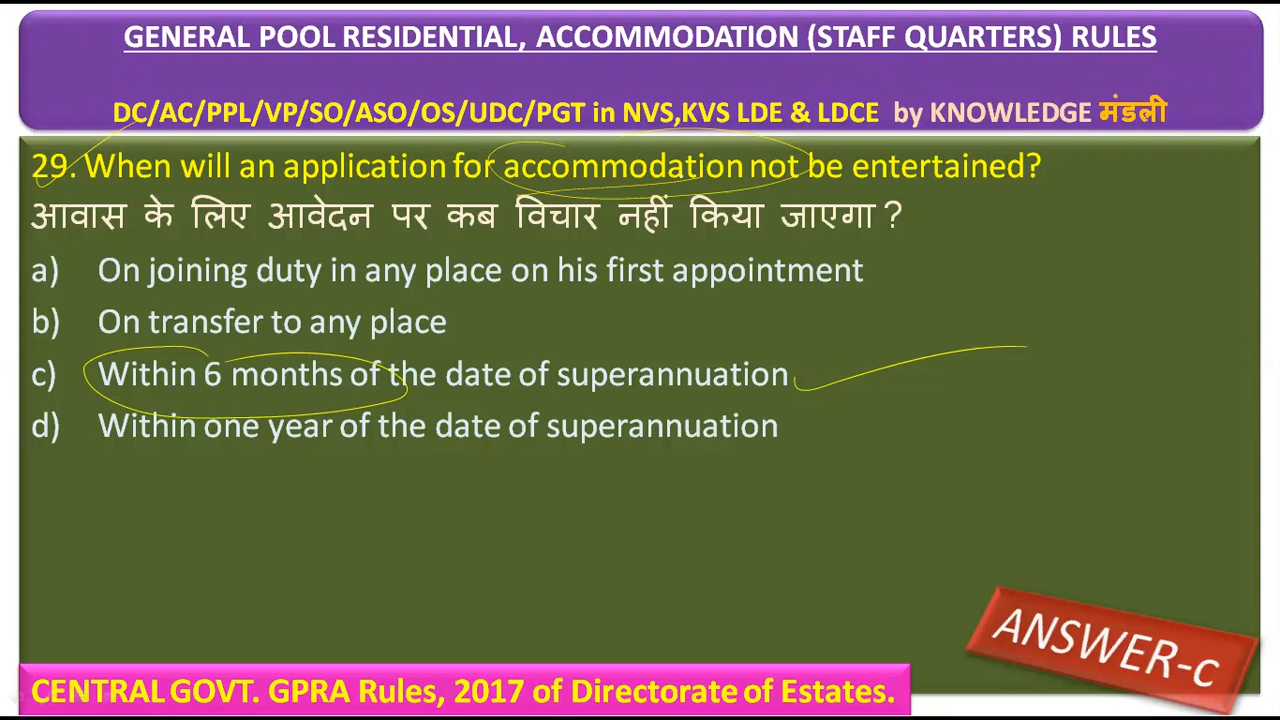 GENERAL POOL RESIDENTIAL, ACCOMMODATION (STAFF QUARTERS) RULES
DC/AC/PPL/VP/SO/ASO/OS/UDC/PGT in NVS,KVS LDE & LDCE by KNOWLEDGE मंडली
29. When will an application for accommodation not be entertained?
आवास के लिए आवेदन पर कब विचार नहीं किया जाएगा ?
a) On joining duty in any place on his first appointment
b) On transfer to any place
c) Within 6 months of the date of superannuation
d) Within one year of the date of superannuation
ANSWER-c
CENTRAL GOVT. GPRA Rules, 2017 of Directorate of Estates.